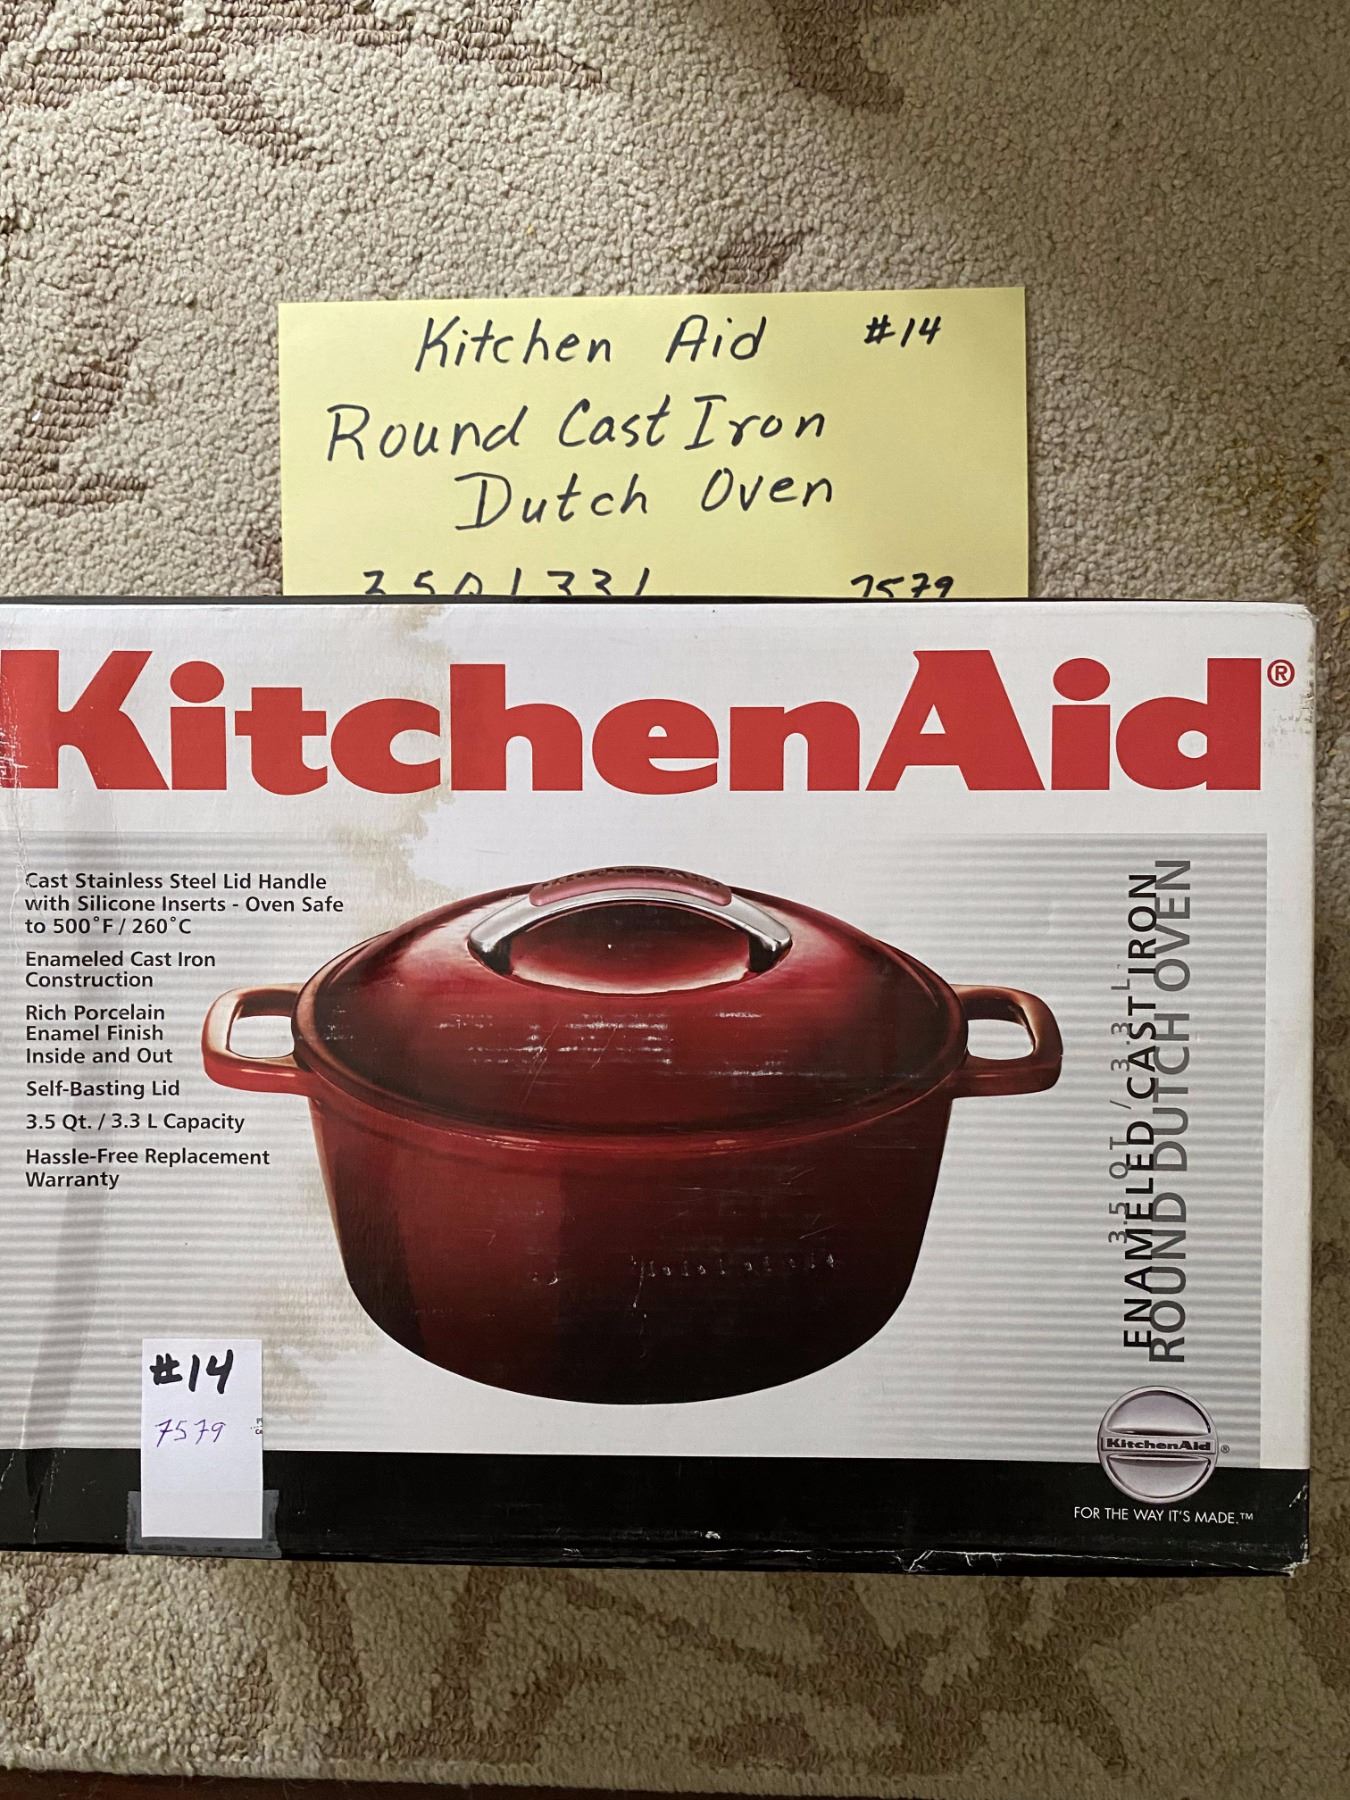 Kitchen Aid #14
Round Cast Iron
Dutch Oven
7579
KitchenAid®
Cast Stainless Steel Lid Handle
with Silicone Inserts - Oven Safe
to 500°F / 260°C
Enameled Cast Iron
Construction
Rich Porcelain
Enamel Finish
Inside and Out
Self-Basting Lid
3.5 Qt. / 3.3 L Capacity
Hassle-Free Replacement
Warranty
3.5 QT / 3.3 L
ENAMELED CAST IRON
ROUND DUTCH OVEN
#14
7579
KitchenAid®
FOR THE WAY IT'S MADE.™